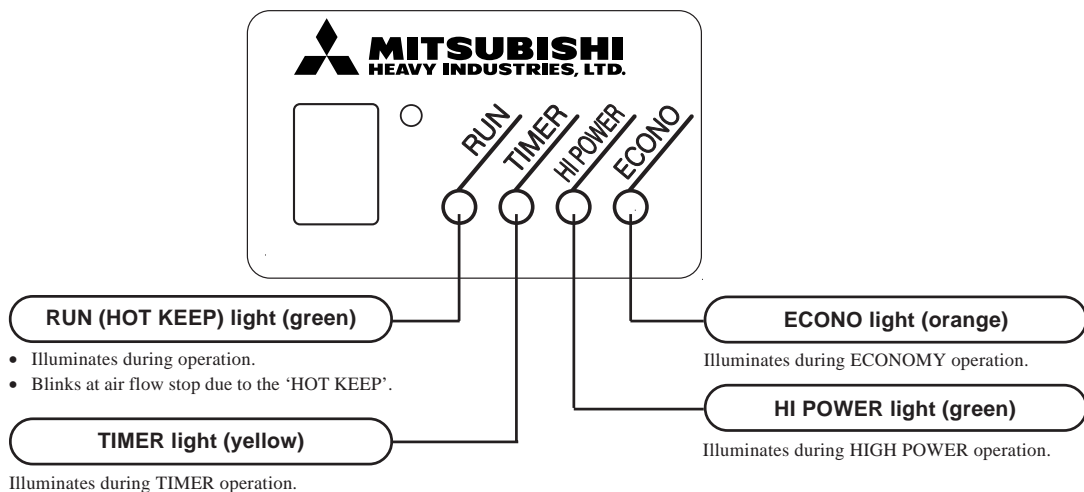 MITSUBISHI
HEAVY INDUSTRIES, LTD.
RUN
TIMER
HI POWER
ECONO
RUN (HOT KEEP) light (green)
• Illuminates during operation.
• Blinks at air flow stop due to the ‘HOT KEEP’.
TIMER light (yellow)
Illuminates during TIMER operation.
ECONO light (orange)
Illuminates during ECONOMY operation.
HI POWER light (green)
Illuminates during HIGH POWER operation.